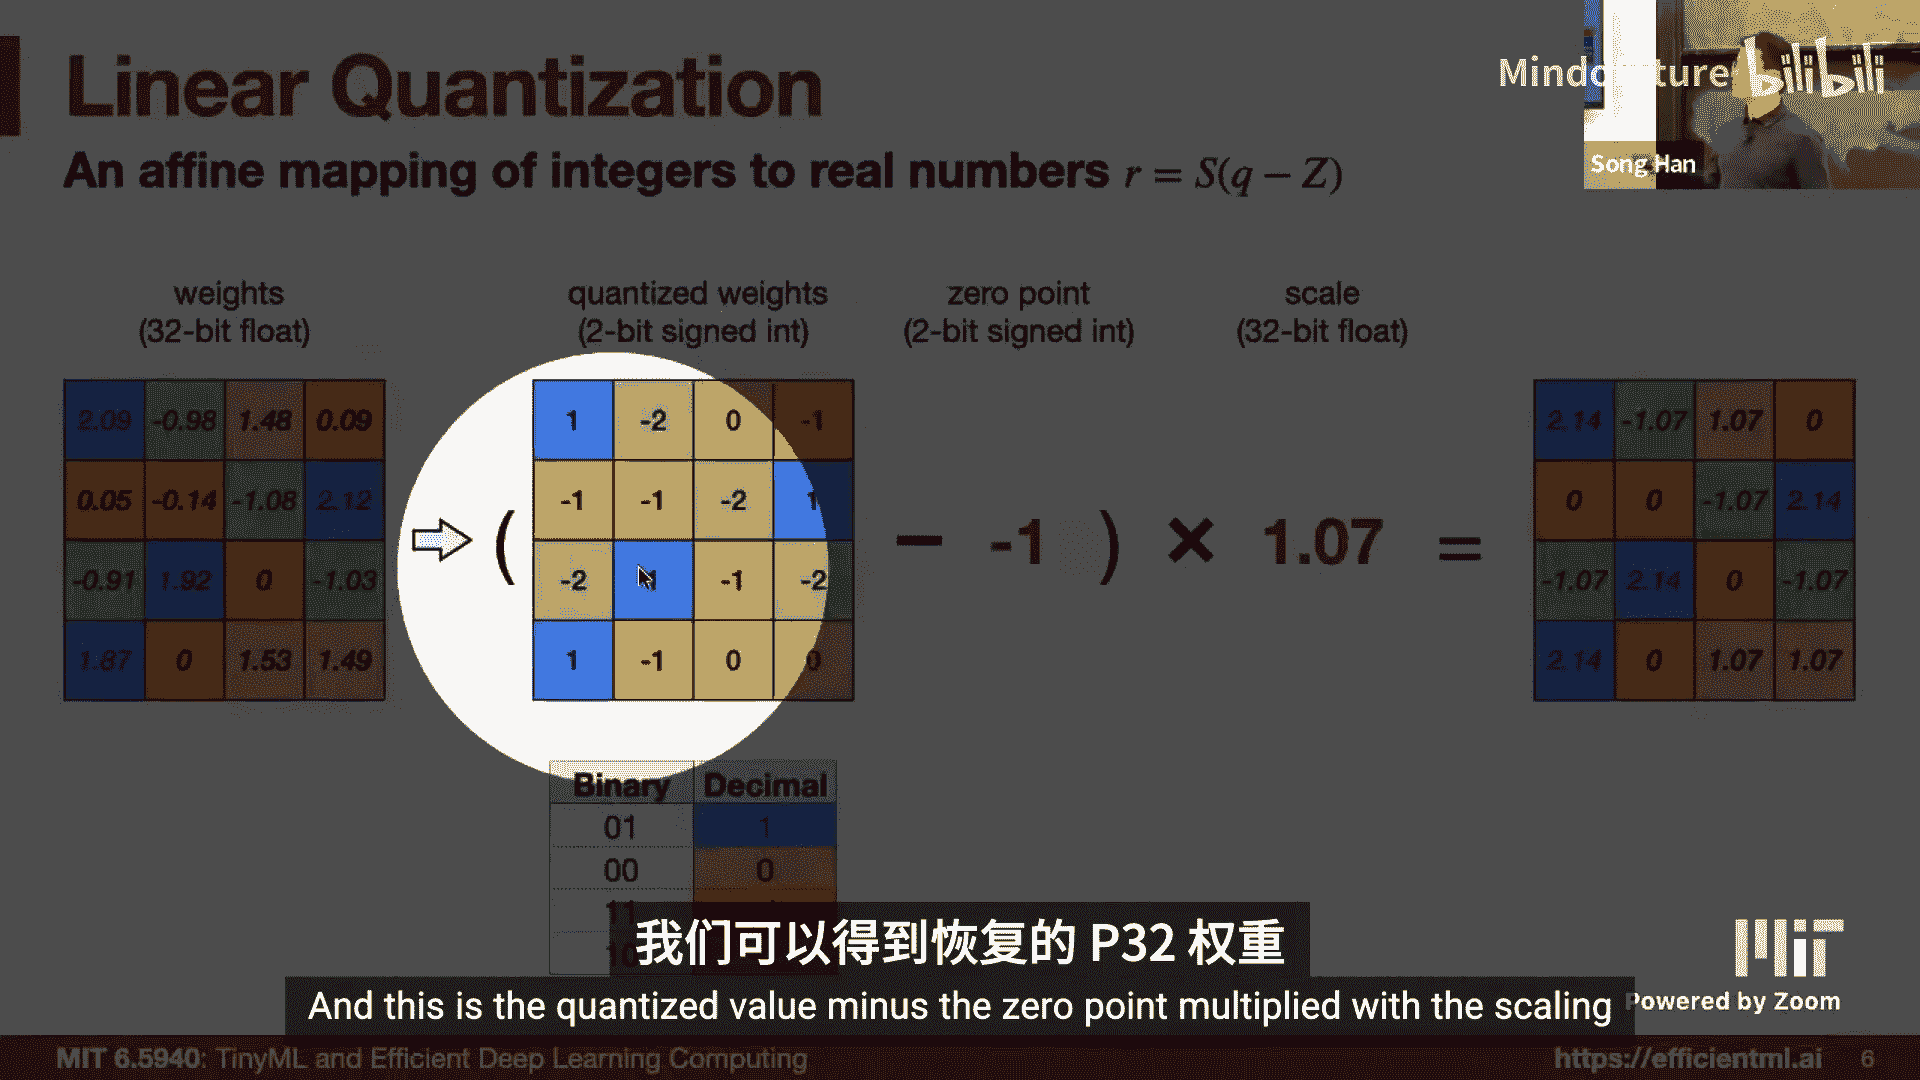 Linear Quantization
An affine mapping of integers to real numbers r = S(q − Z)
bilibili
Song Han
weights
(32-bit float)
quantized weights
(2-bit signed int)
zero point
(2-bit signed int)
scale
(32-bit float)
2.09 -0.98 1.48 0.09
0.05 -0.14 -1.08 2.12
-0.91 1.92 0 -1.03
1.87 0 1.53 1.49
(
1 -2 0 -1
-1 -1 -2 1
-2 1 -1 -2
1 -1 0 0
− -1 ) × 1.07 =
2.14 -1.07 1.07 0
0 0 -1.07 2.14
-1.07 2.14 0 -1.07
2.14 0 1.07 1.07
Binary Decimal
01 1
00 0
我们可以得到恢复的 P32 权重
And this is the quantized value minus the zero point multiplied with the scaling
MIT
Powered by Zoom
MIT 6.5940: TinyML and Efficient Deep Learning Computing
https://efficientml.ai 6